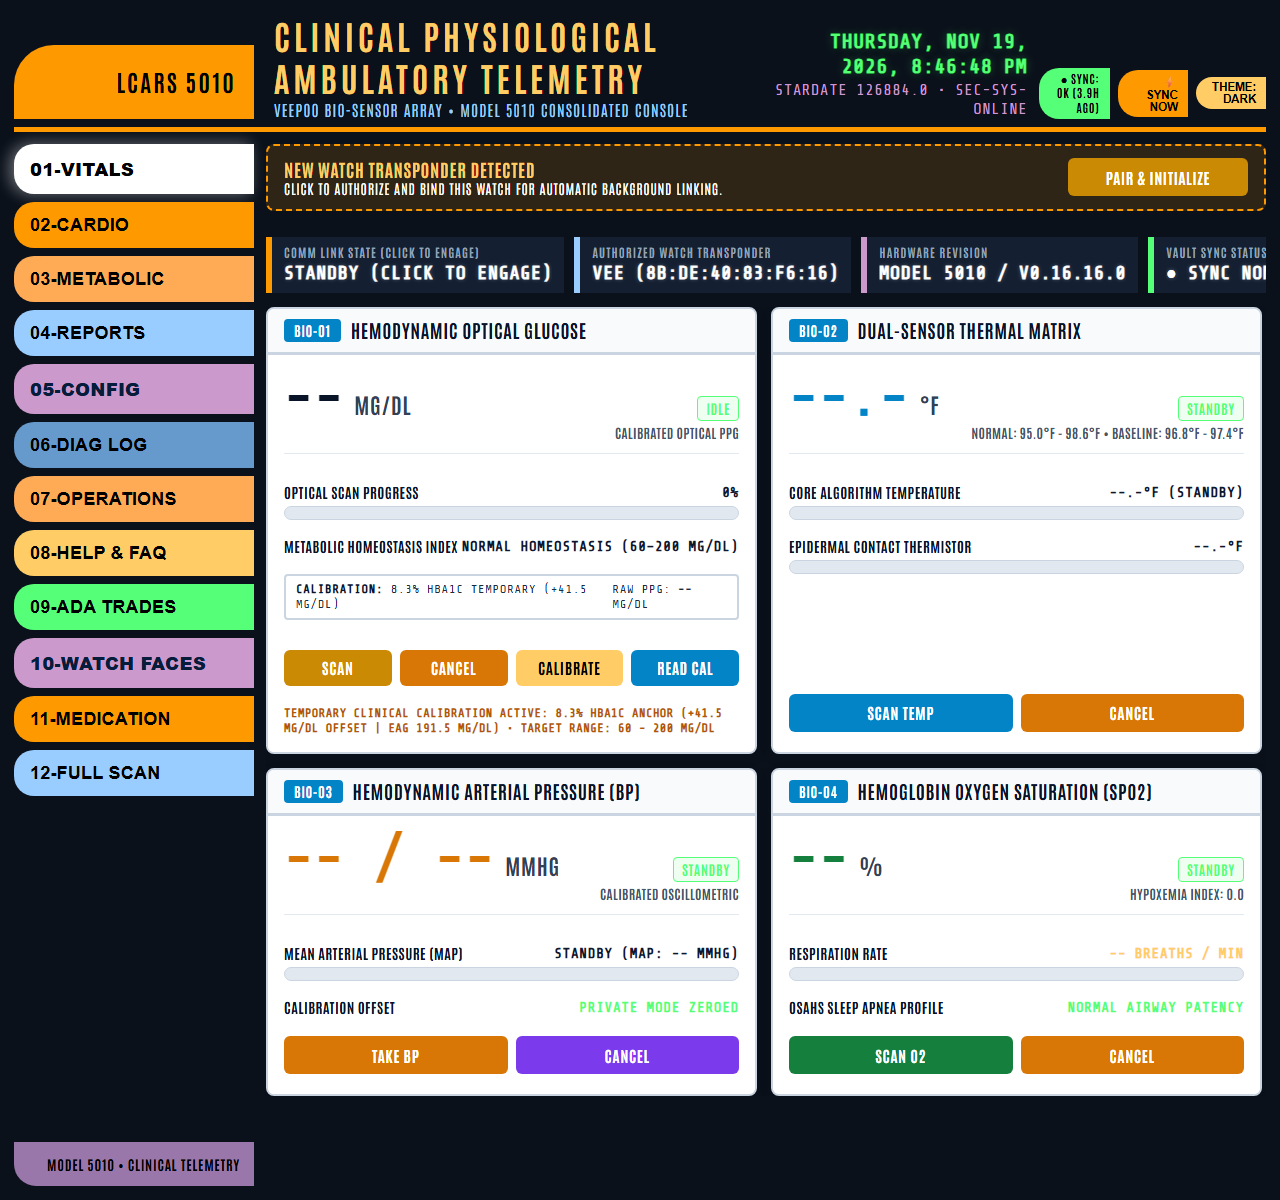 LCARS 5010
CLINICAL PHYSIOLOGICAL
AMBULATORY TELEMETRY
VEEPOO BIO-SENSOR ARRAY • MODEL 5010 CONSOLIDATED CONSOLE
THURSDAY, NOV 19,
2026, 8:46:48 PM
STARDATE 126884.0 · SEC-SYS-
ONLINE
● SYNC:
OK (3.9H
AGO)
SYNC
NOW
THEME:
DARK
01-VITALS
02-CARDIO
03-METABOLIC
04-REPORTS
05-CONFIG
06-DIAG LOG
07-OPERATIONS
08-HELP & FAQ
09-ADA TRADES
10-WATCH FACES
11-MEDICATION
12-FULL SCAN
MODEL 5010 • CLINICAL TELEMETRY
NEW WATCH TRANSPONDER DETECTED
CLICK TO AUTHORIZE AND BIND THIS WATCH FOR AUTOMATIC BACKGROUND LINKING.
PAIR & INITIALIZE
COMM LINK STATE (CLICK TO ENGAGE)
STANDBY (CLICK TO ENGAGE)
AUTHORIZED WATCH TRANSPONDER
VEE (8B:DE:40:83:F6:16)
HARDWARE REVISION
MODEL 5010 / V0.16.16.0
VAULT SYNC STATUS
● SYNC NO
BIO-01 HEMODYNAMIC OPTICAL GLUCOSE
-- MG/DL
IDLE
CALIBRATED OPTICAL PPG
OPTICAL SCAN PROGRESS 0%
METABOLIC HOMEOSTASIS INDEX NORMAL HOMEOSTASIS (60-200 MG/DL)
CALIBRATION: 8.3% HBA1C TEMPORARY (+41.5
MG/DL)
RAW PPG: --
MG/DL
SCAN
CANCEL
CALIBRATE
READ CAL
TEMPORARY CLINICAL CALIBRATION ACTIVE: 8.3% HBA1C ANCHOR (+41.5
MG/DL OFFSET | EAG 191.5 MG/DL) · TARGET RANGE: 60 - 200 MG/DL
BIO-02 DUAL-SENSOR THERMAL MATRIX
--.- °F
STANDBY
NORMAL: 95.0°F - 98.6°F • BASELINE: 96.8°F - 97.4°F
CORE ALGORITHM TEMPERATURE --.-°F (STANDBY)
EPIDERMAL CONTACT THERMISTOR --.-°F
SCAN TEMP
CANCEL
BIO-03 HEMODYNAMIC ARTERIAL PRESSURE (BP)
-- / -- MMHG
STANDBY
CALIBRATED OSCILLOMETRIC
MEAN ARTERIAL PRESSURE (MAP) STANDBY (MAP: -- MMHG)
CALIBRATION OFFSET PRIVATE MODE ZEROED
TAKE BP
CANCEL
BIO-04 HEMOGLOBIN OXYGEN SATURATION (SPO2)
-- %
STANDBY
HYPOXEMIA INDEX: 0.0
RESPIRATION RATE -- BREATHS / MIN
OSAHS SLEEP APNEA PROFILE NORMAL AIRWAY PATENCY
SCAN O2
CANCEL